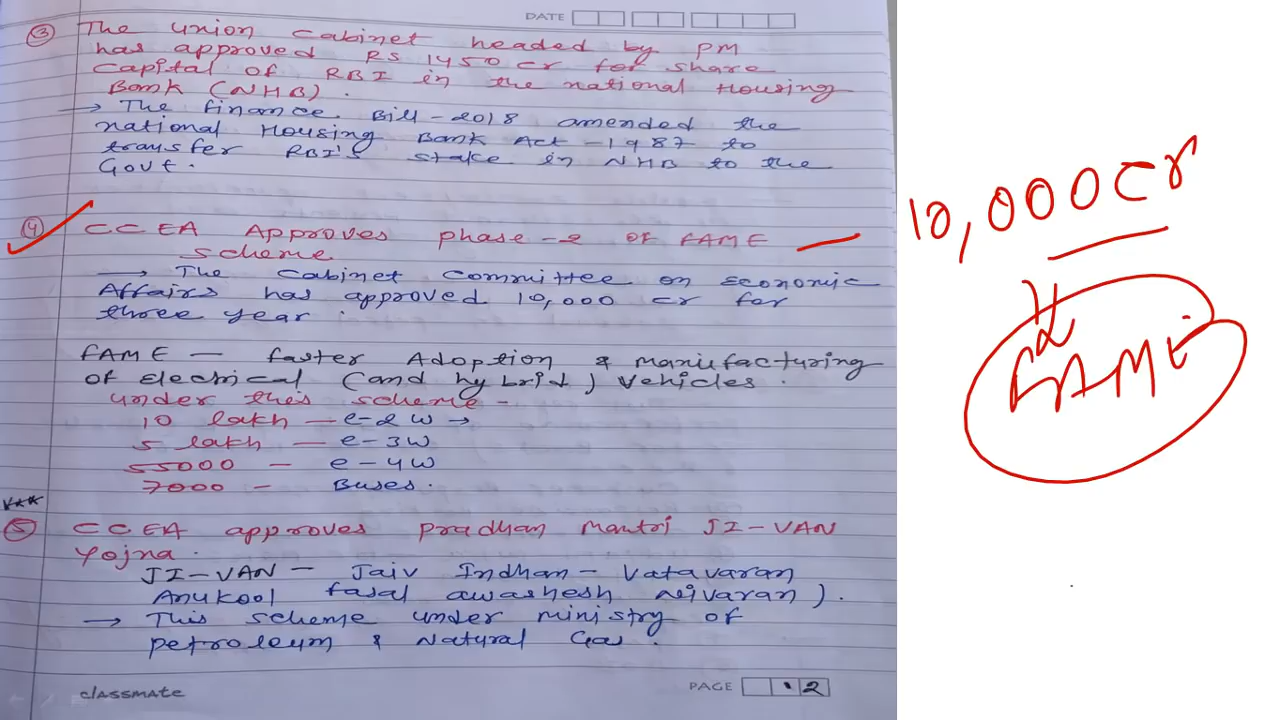 DATE
③ The union Cabinet headed by PM
has approved RS 1450 cr for share
Capital of RBI in the national Housing
Bank (NHB).
→ The finance Bill-2018 amended the
national Housing Bank Act-1987 to
transfer RBI's stake in NHB to the
Govt.
④ CCEA Approves phase-2 of FAME
scheme
→ The Cabinet Committee on Economic
Affairs has approved 10,000 cr for
three year.
FAME — faster Adoption & manufacturing
of electrical (and hybrid) vehicles.
under this scheme -
10 lakh — e-2W →
5 lakh — e-3W
55000 — e-4W
7000 — Buses.
⑤ CCEA approves Pradhan Mantri JI-VAN
Yojna.
JI-VAN — Jaiv Indhan-Vatavaran
Anukool fasal awashesh Nivaran).
→ This scheme under ministry of
petroleum & Natural Gas.
classmate
PAGE 2
10,000 cr
FAME